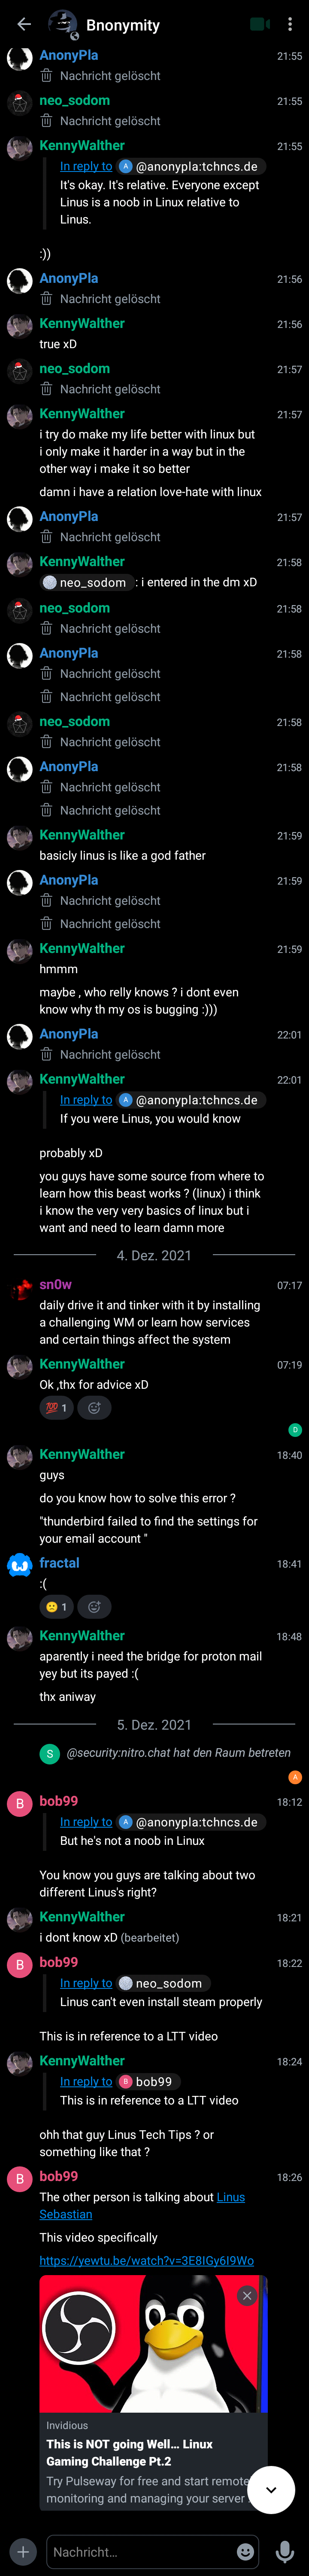 Bnonymity
AnonyPla 21:55
Nachricht gelöscht
neo_sodom 21:55
Nachricht gelöscht
KennyWalther 21:55
In reply to A @anonypla:tchncs.de
It's okay. It's relative. Everyone except
Linus is a noob in Linux relative to
Linus.
:))
AnonyPla 21:56
Nachricht gelöscht
KennyWalther 21:56
true xD
neo_sodom 21:57
Nachricht gelöscht
KennyWalther 21:57
i try do make my life better with linux but
i only make it harder in a way but in the
other way i make it so better
damn i have a relation love-hate with linux
AnonyPla 21:57
Nachricht gelöscht
KennyWalther 21:58
neo_sodom : i entered in the dm xD
neo_sodom 21:58
Nachricht gelöscht
AnonyPla 21:58
Nachricht gelöscht
Nachricht gelöscht
neo_sodom 21:58
Nachricht gelöscht
AnonyPla 21:58
Nachricht gelöscht
Nachricht gelöscht
KennyWalther 21:59
basicly linus is like a god father
AnonyPla 21:59
Nachricht gelöscht
Nachricht gelöscht
KennyWalther 21:59
hmmm
maybe , who relly knows ? i dont even
know why th my os is bugging :)))
AnonyPla 22:01
Nachricht gelöscht
KennyWalther 22:01
In reply to A @anonypla:tchncs.de
If you were Linus, you would know
probably xD
you guys have some source from where to
learn how this beast works ? (linux) i think
i know the very very basics of linux but i
want and need to learn damn more
4. Dez. 2021
sn0w 07:17
daily drive it and tinker with it by installing
a challenging WM or learn how services
and certain things affect the system
KennyWalther 07:19
Ok ,thx for advice xD
💯 1
D
KennyWalther 18:40
guys
do you know how to solve this error ?
"thunderbird failed to find the settings for
your email account "
fractal 18:41
:(
🙁 1
KennyWalther 18:48
aparently i need the bridge for proton mail
yey but its payed :(
thx aniway
5. Dez. 2021
S @security:nitro.chat hat den Raum betreten
A
B bob99 18:12
In reply to A @anonypla:tchncs.de
But he's not a noob in Linux
You know you guys are talking about two
different Linus's right?
KennyWalther 18:21
i dont know xD (bearbeitet)
B bob99 18:22
In reply to neo_sodom
Linus can't even install steam properly
This is in reference to a LTT video
KennyWalther 18:24
In reply to B bob99
This is in reference to a LTT video
ohh that guy Linus Tech Tips ? or
something like that ?
B bob99 18:26
The other person is talking about Linus
Sebastian
This video specifically
https://yewtu.be/watch?v=3E8IGy6I9Wo
Invidious
This is NOT going Well… Linux
Gaming Challenge Pt.2
Try Pulseway for free and start remote
monitoring and managing your server
Nachricht…